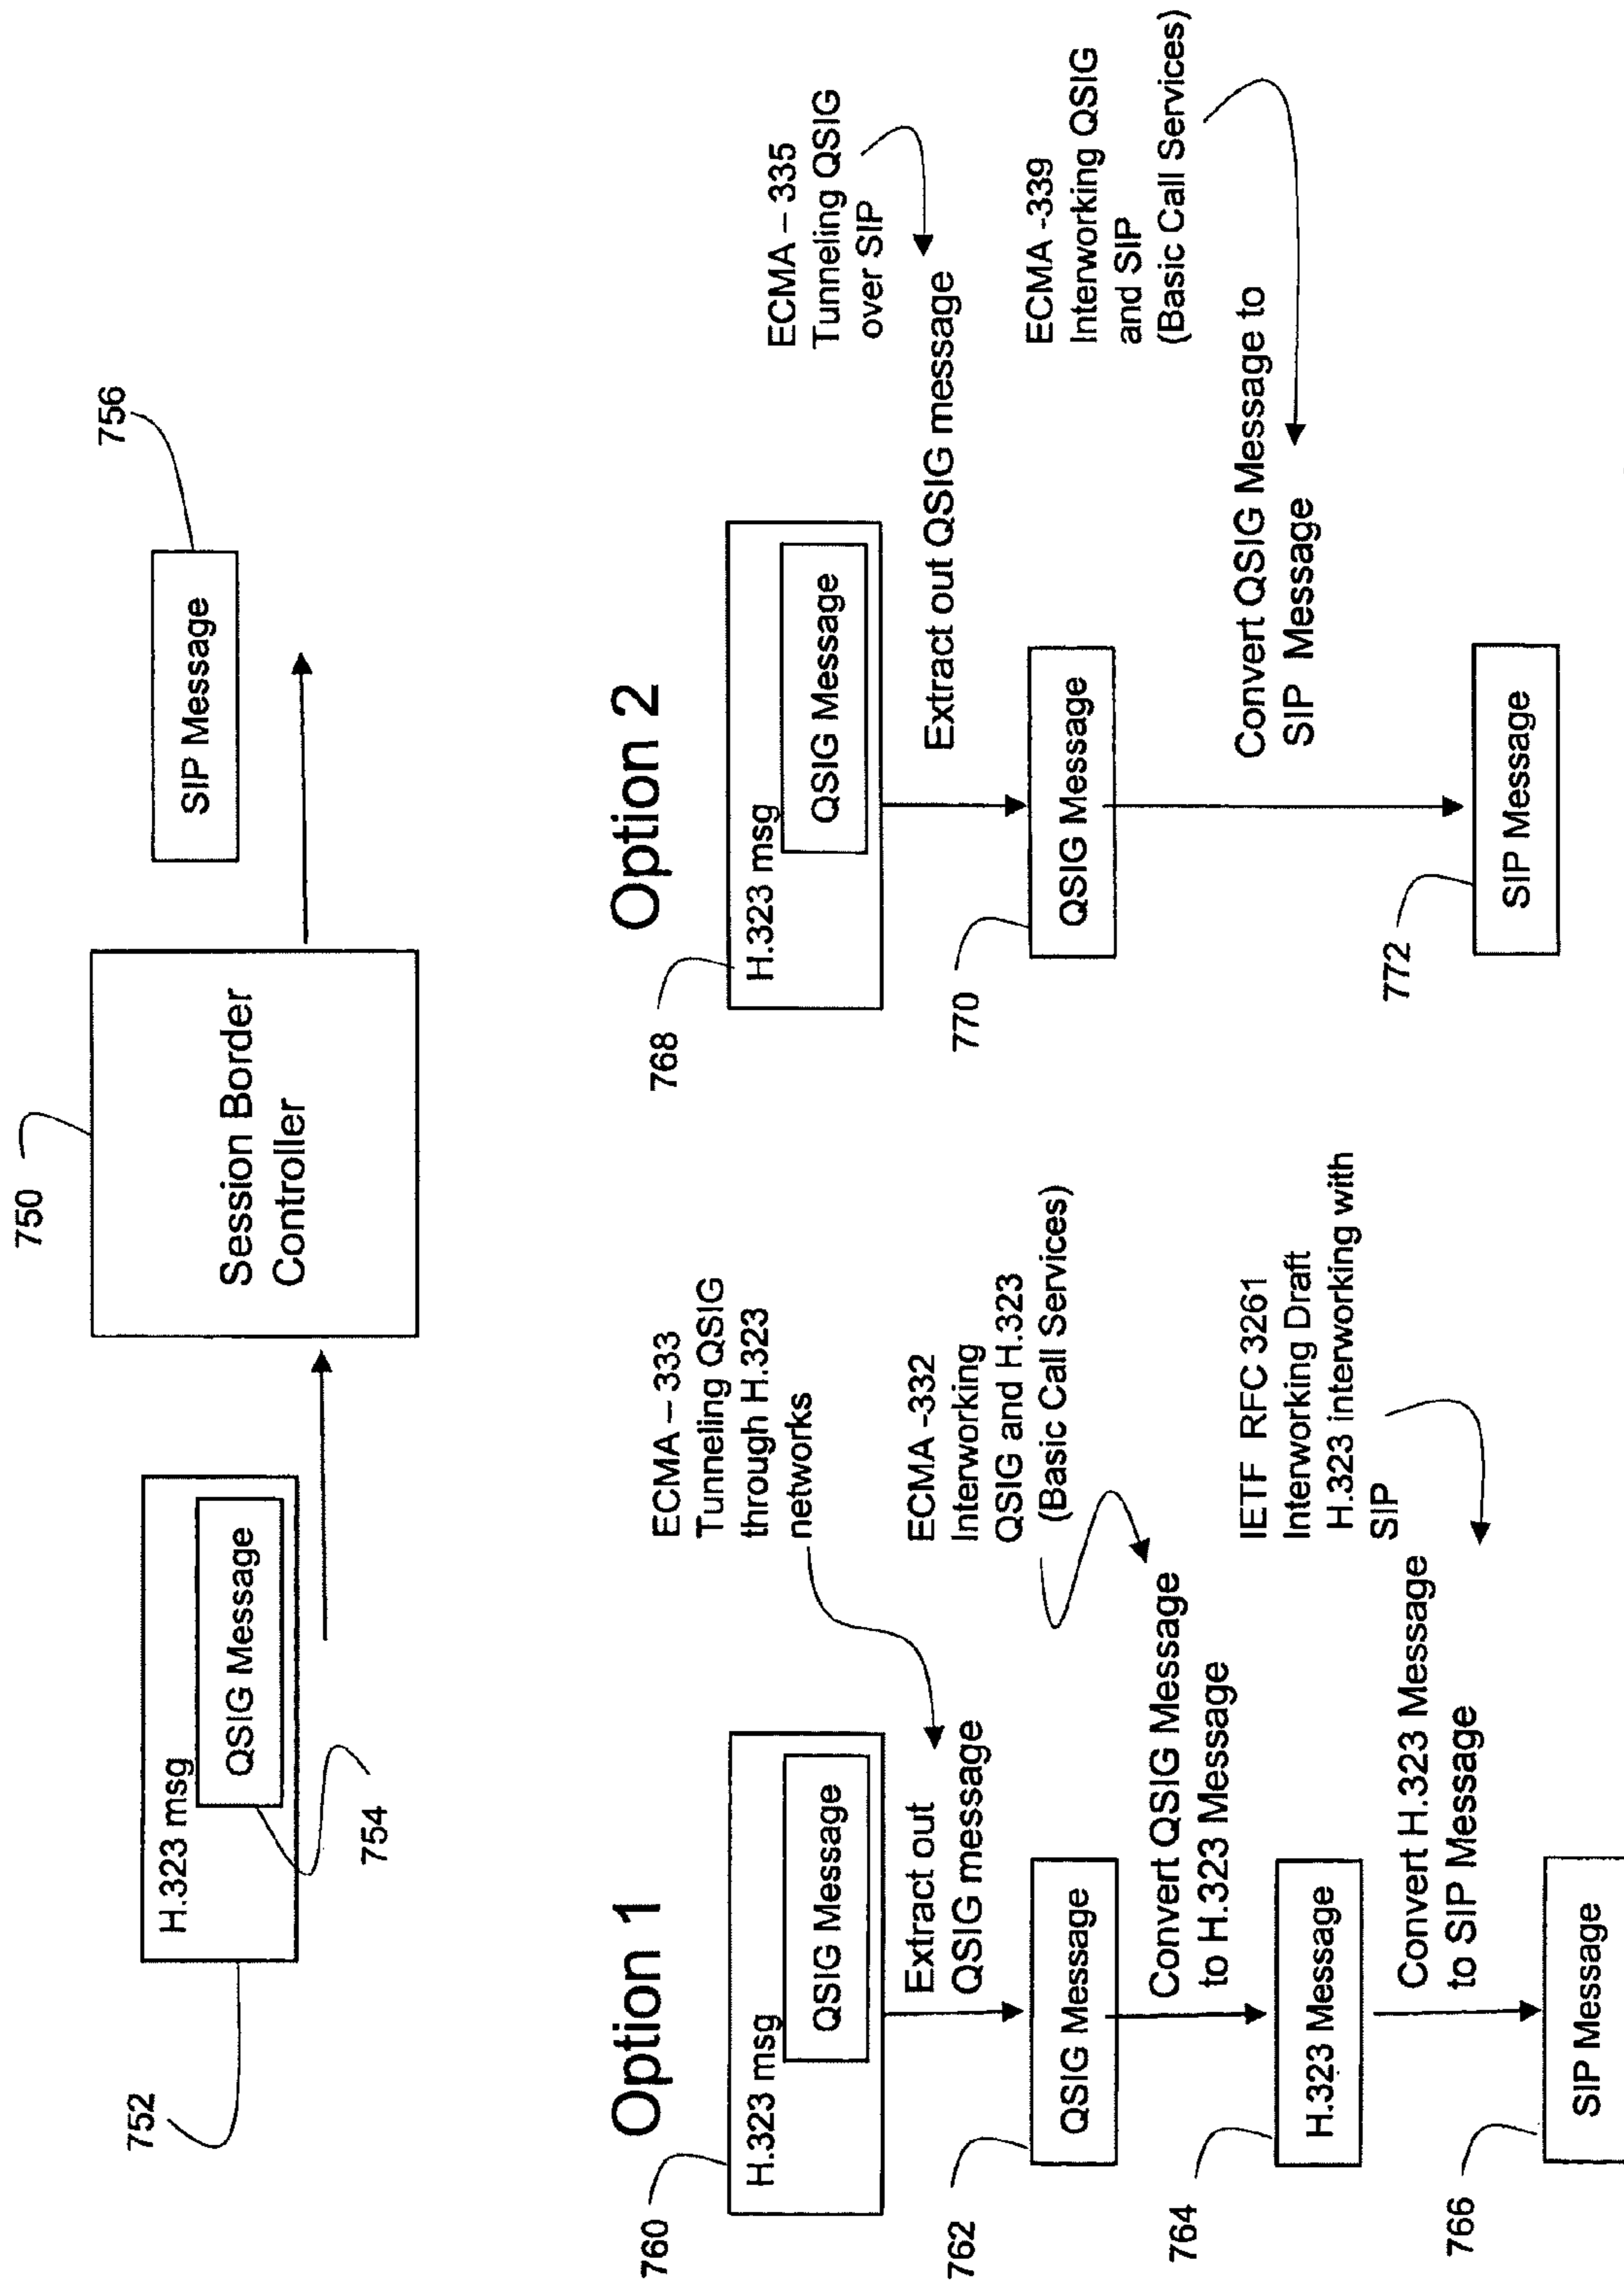 750
756
752
754
H.323 msg
QSIG Message
Session Border
Controller
SIP Message
Option 1
760
H.323 msg
QSIG Message
ECMA – 333
Tunneling QSIG
through H.323
networks
Extract out
QSIG message
762
QSIG Message
ECMA -332
Interworking
QSIG and H.323
(Basic Call Services)
Convert QSIG Message
to H.323 Message
764
H.323 Message
IETF RFC 3261
Interworking Draft
H.323 interworking with
SIP
Convert H.323 Message
to SIP Message
766
SIP Message
Option 2
768
H.323 msg
QSIG Message
ECMA – 335
Tunneling QSIG
over SIP
Extract out QSIG message
770
QSIG Message
ECMA -339
Interworking QSIG
and SIP
(Basic Call Services)
Convert QSIG Message to
SIP Message
772
SIP Message